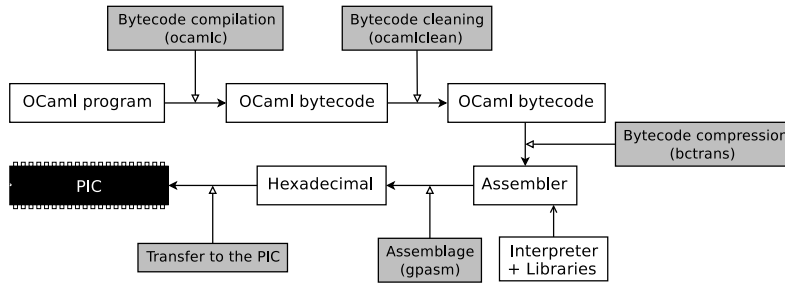 Bytecode compilation
(ocamlc)
Bytecode cleaning
(ocamlclean)
OCaml program
OCaml bytecode
OCaml bytecode
Bytecode compression
(bctrans)
PIC
Hexadecimal
Assembler
Transfer to the PIC
Assemblage
(gpasm)
Interpreter
+ Libraries